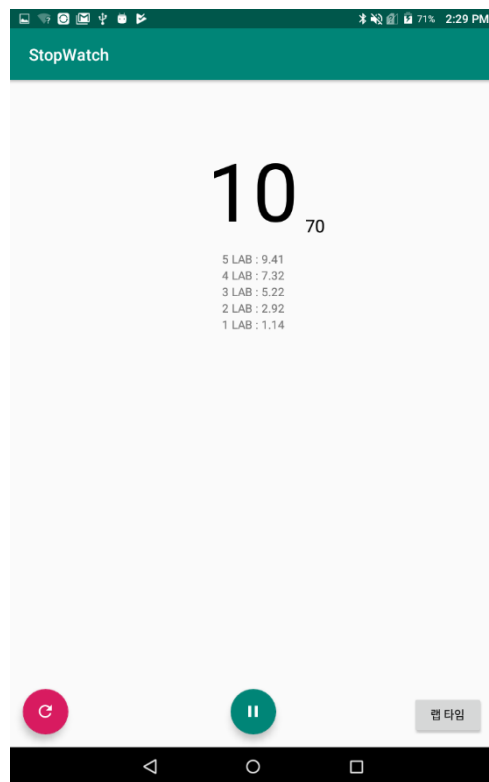 71% 2:29 PM
StopWatch
10 70
5 LAB : 9.41
4 LAB : 7.32
3 LAB : 5.22
2 LAB : 2.92
1 LAB : 1.14
랩 타임